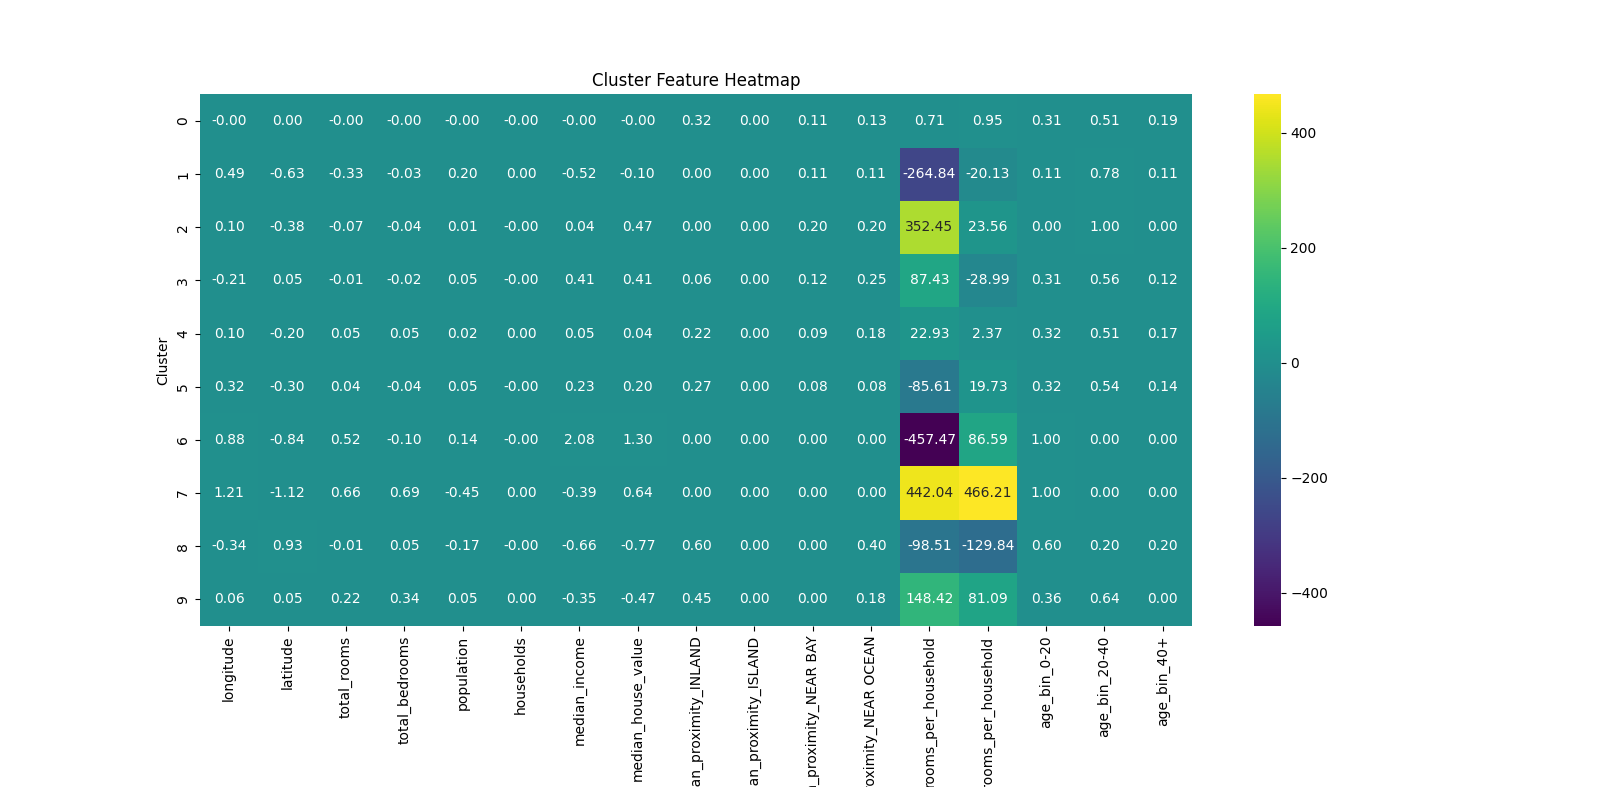 Cluster Feature Heatmap
0 -0.00 0.00 -0.00 -0.00 -0.00 -0.00 -0.00 -0.00 0.32 0.00 0.11 0.13 0.71 0.95 0.31 0.51 0.19
1 0.49 -0.63 -0.33 -0.03 0.20 0.00 -0.52 -0.10 0.00 0.00 0.11 0.11 -264.84 -20.13 0.11 0.78 0.11
2 0.10 -0.38 -0.07 -0.04 0.01 -0.00 0.04 0.47 0.00 0.00 0.20 0.20 352.45 23.56 0.00 1.00 0.00
3 -0.21 0.05 -0.01 -0.02 0.05 -0.00 0.41 0.41 0.06 0.00 0.12 0.25 87.43 -28.99 0.31 0.56 0.12
4 0.10 -0.20 0.05 0.05 0.02 0.00 0.05 0.04 0.22 0.00 0.09 0.18 22.93 2.37 0.32 0.51 0.17
5 0.32 -0.30 0.04 -0.04 0.05 -0.00 0.23 0.20 0.27 0.00 0.08 0.08 -85.61 19.73 0.32 0.54 0.14
6 0.88 -0.84 0.52 -0.10 0.14 -0.00 2.08 1.30 0.00 0.00 0.00 0.00 -457.47 86.59 1.00 0.00 0.00
7 1.21 -1.12 0.66 0.69 -0.45 0.00 -0.39 0.64 0.00 0.00 0.00 0.00 442.04 466.21 1.00 0.00 0.00
8 -0.34 0.93 -0.01 0.05 -0.17 -0.00 -0.66 -0.77 0.60 0.00 0.00 0.40 -98.51 -129.84 0.60 0.20 0.20
9 0.06 0.05 0.22 0.34 0.05 0.00 -0.35 -0.47 0.45 0.00 0.00 0.18 148.42 81.09 0.36 0.64 0.00
Cluster
longitude
latitude
total_rooms
total_bedrooms
population
households
median_income
median_house_value
an_proximity_INLAND
an_proximity_ISLAND
_proximity_NEAR BAY
oximity_NEAR OCEAN
rooms_per_household
rooms_per_household
age_bin_0-20
age_bin_20-40
age_bin_40+
400
200
0
−200
−400